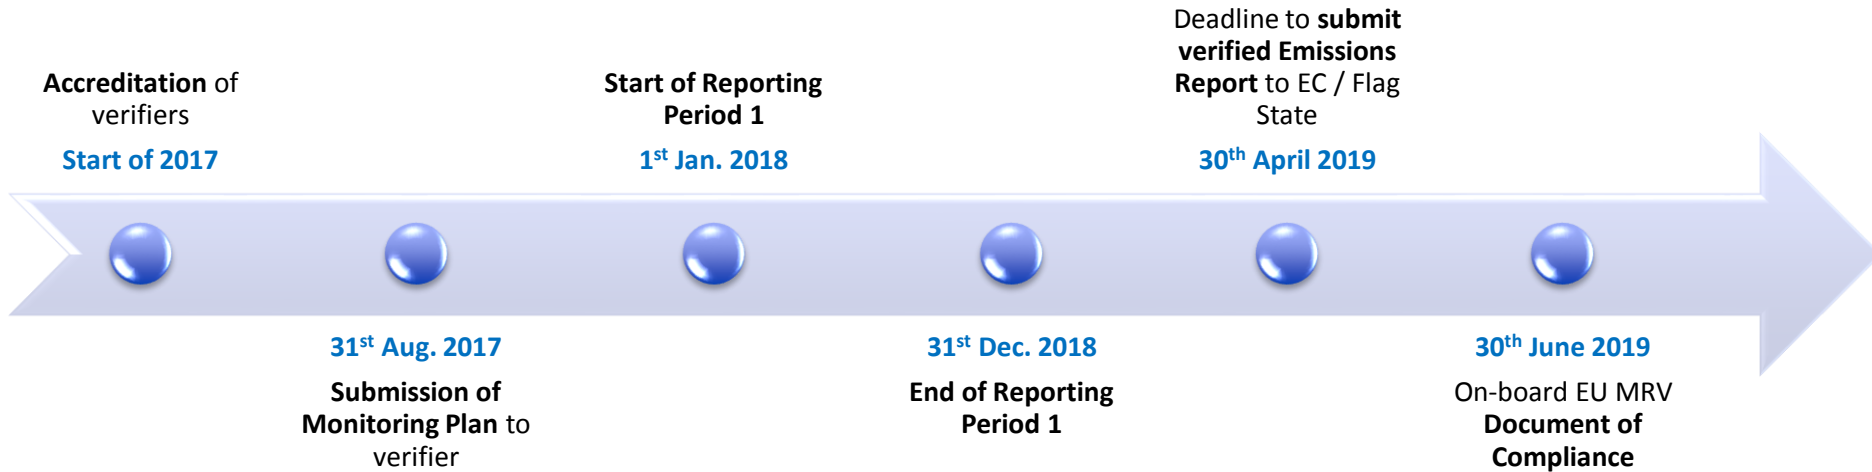 Accreditation of
verifiers
Start of 2017
31st Aug. 2017
Submission of
Monitoring Plan to
verifier
Start of Reporting
Period 1
1st Jan. 2018
31st Dec. 2018
End of Reporting
Period 1
Deadline to submit
verified Emissions
Report to EC / Flag
State
30th April 2019
30th June 2019
On-board EU MRV
Document of
Compliance